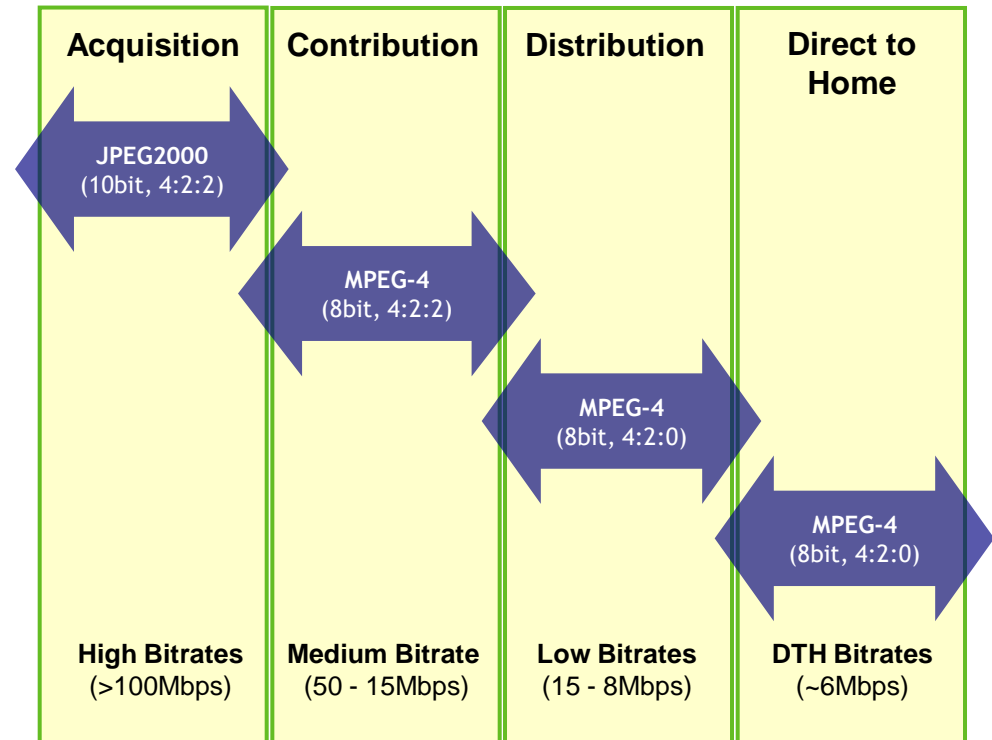 Acquisition
Contribution
Distribution
Direct to
Home
JPEG2000
(10bit, 4:2:2)
MPEG-4
(8bit, 4:2:2)
MPEG-4
(8bit, 4:2:0)
MPEG-4
(8bit, 4:2:0)
High Bitrates
(>100Mbps)
Medium Bitrate
(50 - 15Mbps)
Low Bitrates
(15 - 8Mbps)
DTH Bitrates
(~6Mbps)